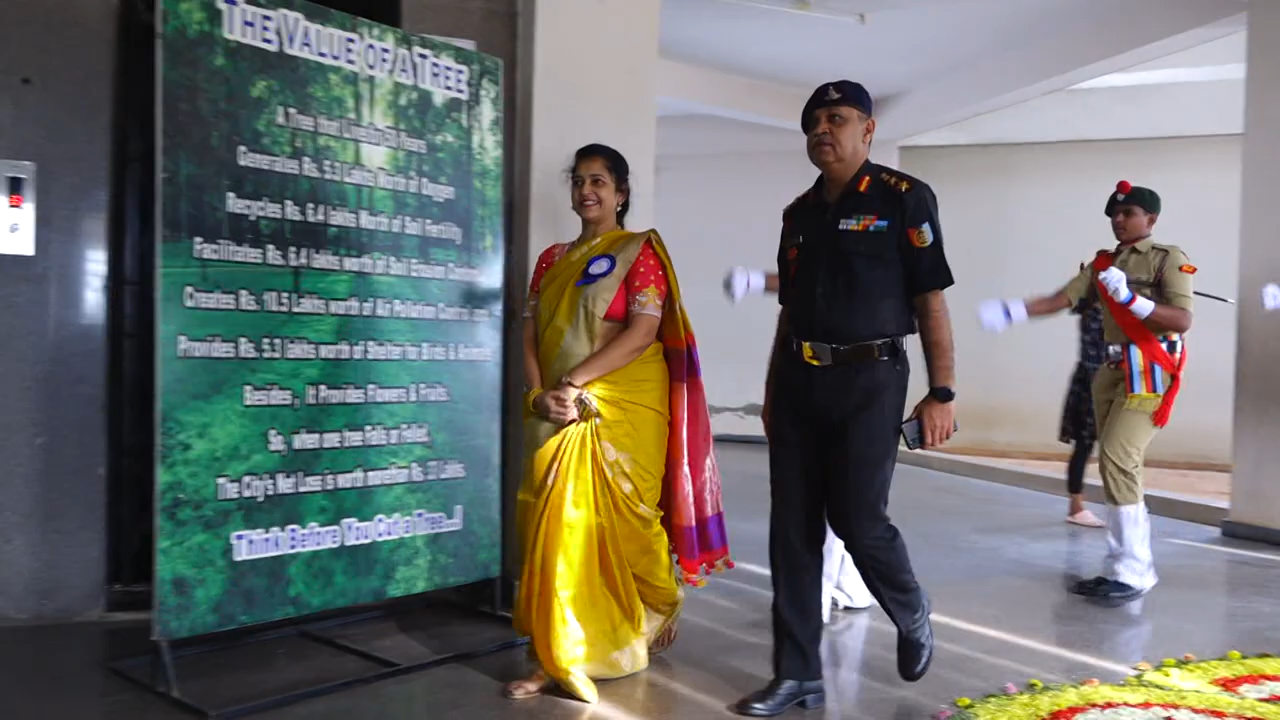 THE VALUE OF A TREE
A Tree that Lives for 50 Years
Generates Rs. 5.3 Lakhs Worth of Oxygen
Recycles Rs. 6.4 lakhs Worth of Soil Fertility
Facilitates Rs. 6.4 lakhs worth of Soil Erosion Control
Creates Rs. 10.5 Lakhs worth of Air Pollution Control and
Provides Rs. 5.3 lakhs worth of Shelter for Birds & Animals
Besides, It Provides Flowers & Fruits.
So, when one tree Falls or Felled,
The City's Net Loss is worth more than Rs.  Lakhs
Think Before You Cut a Tree...!